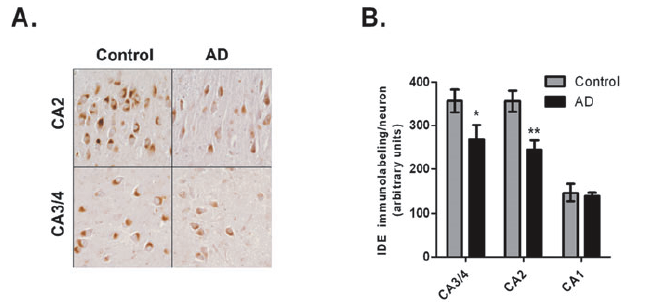 A.
Control AD
CA2
CA3/4
B.
IDE immunolabeling/neuron
(arbitrary units)
400
300
200
100
0
Control
AD
*
**
CA3/4
CA2
CA1